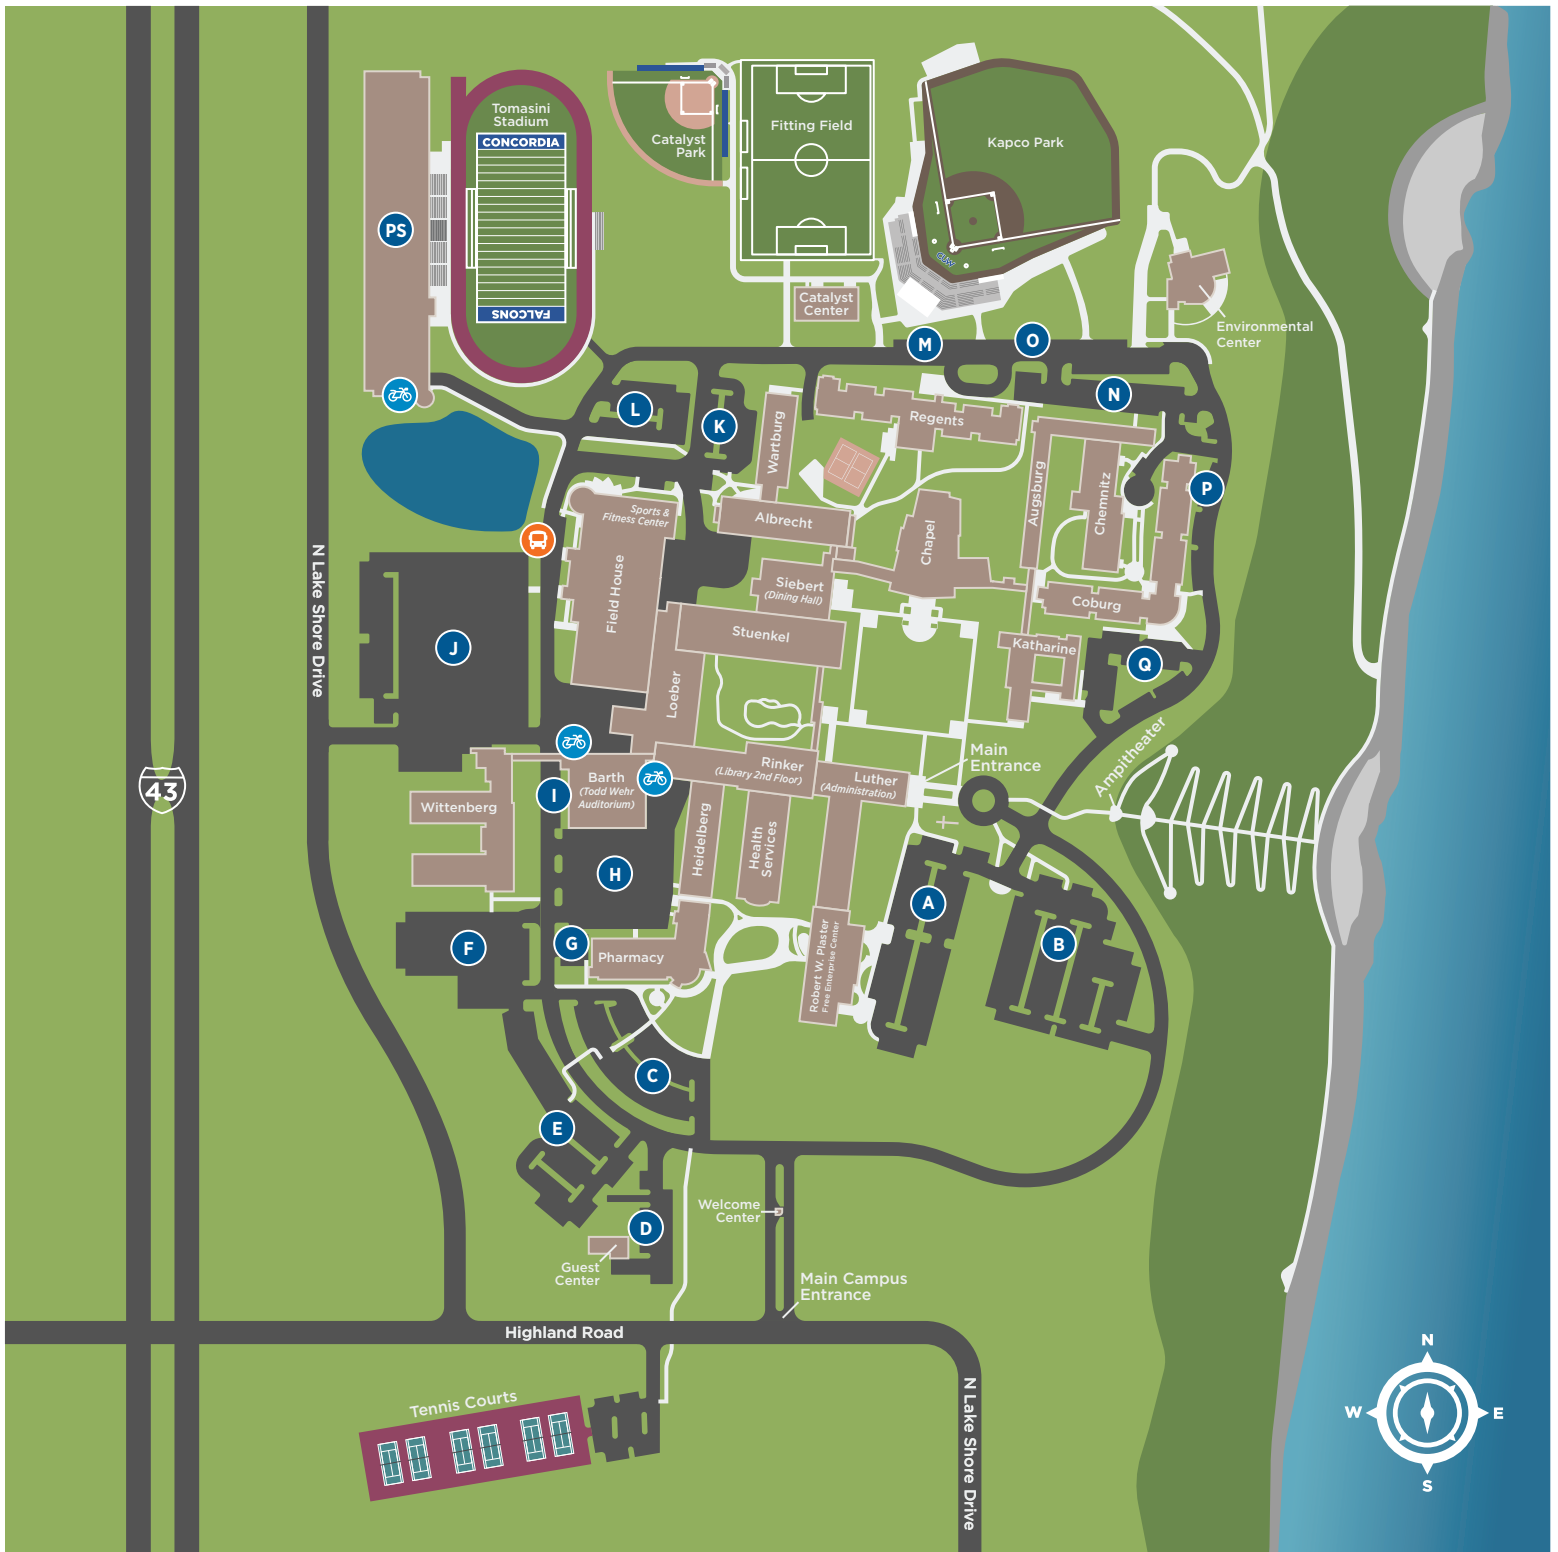 Tomasini
Stadium
CONCORDIA
FALCONS
Catalyst
Park
Fitting Field
Kapco Park
CUW
PS
Catalyst
Center
Environmental
Center
M
O
N
L
K
P
Regents
Wartburg
Albrecht
Augsburg
Chemnitz
Chapel
Coburg
Katharine
Q
Sports &
Fitness Center
Field House
Siebert
(Dining Hall)
Stuenkel
Loeber
N Lake Shore Drive
J
43
Barth
(Todd Wehr
Auditorium)
Rinker
(Library 2nd Floor)
Luther
(Administration)
Main
Entrance
Ampitheater
I
Wittenberg
Heidelberg
Health
Services
H
A
B
F
G
Pharmacy
Robert W. Plaster
Free Enterprise Center
C
E
D
Welcome
Center
Guest
Center
Main Campus
Entrance
Highland Road
N Lake Shore Drive
Tennis Courts
N
W
E
S